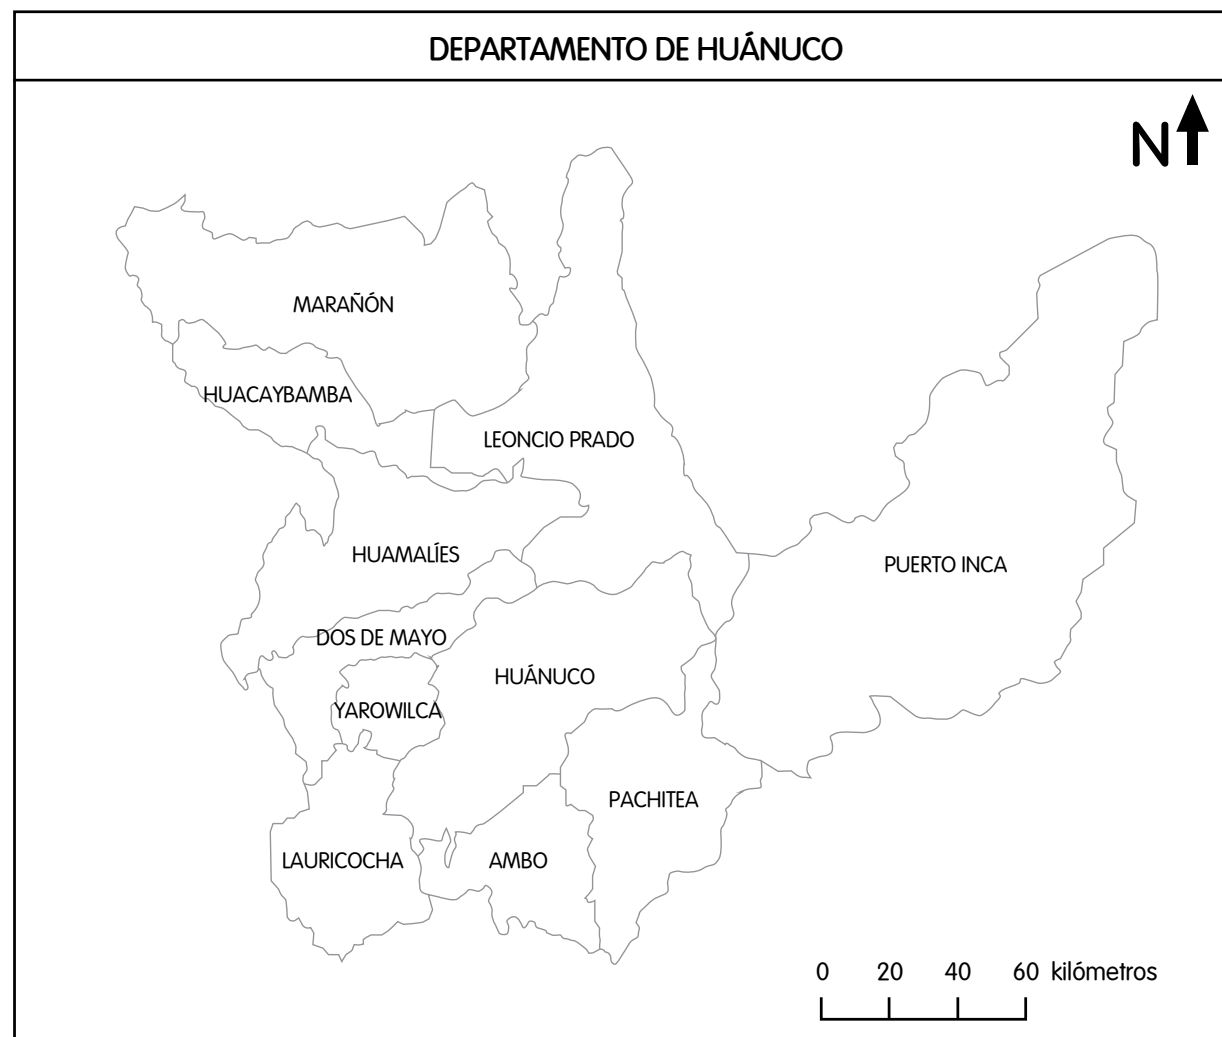 DEPARTAMENTO DE HUÁNUCO
N
MARAÑÓN
HUACAYBAMBA
LEONCIO PRADO
HUAMALÍES
PUERTO INCA
DOS DE MAYO
HUÁNUCO
YAROWILCA
PACHITEA
LAURICOCHA
AMBO
0 20 40 60 kilómetros